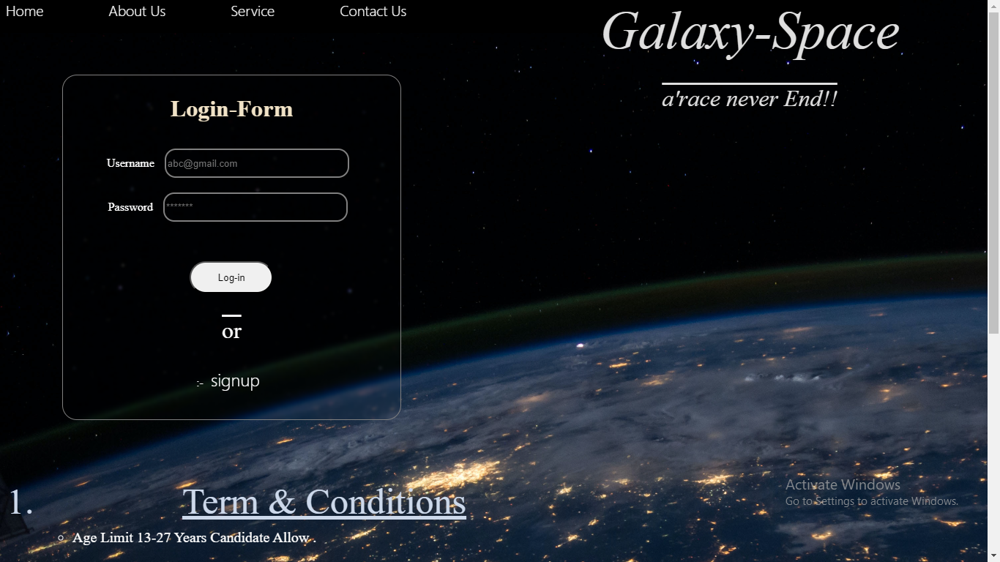 Home About Us Service Contact Us
Galaxy-Space
a'race never End!!
Login-Form
Username abc@gmail.com
Password *******
Log-in
or
:- signup
1. Term & Conditions
Age Limit 13-27 Years Candidate Allow
Activate Windows
Go to Settings to activate Windows.